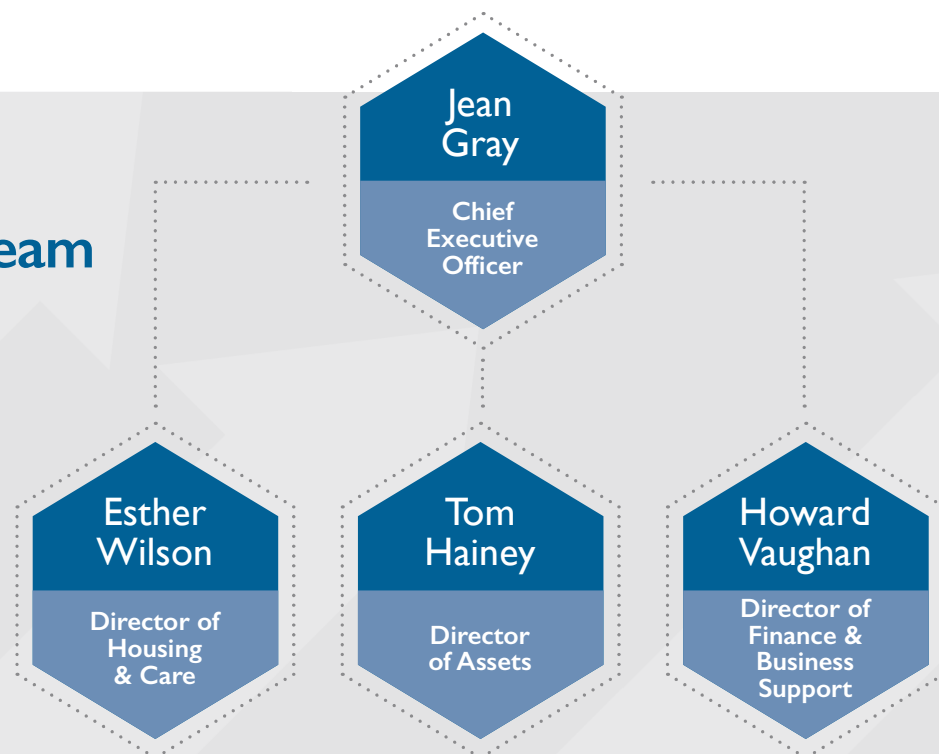 Jean
Gray
Chief
Executive
Officer
eam
Esther
Wilson
Director of
Housing
& Care
Tom
Hainey
Director
of Assets
Howard
Vaughan
Director of
Finance &
Business
Support